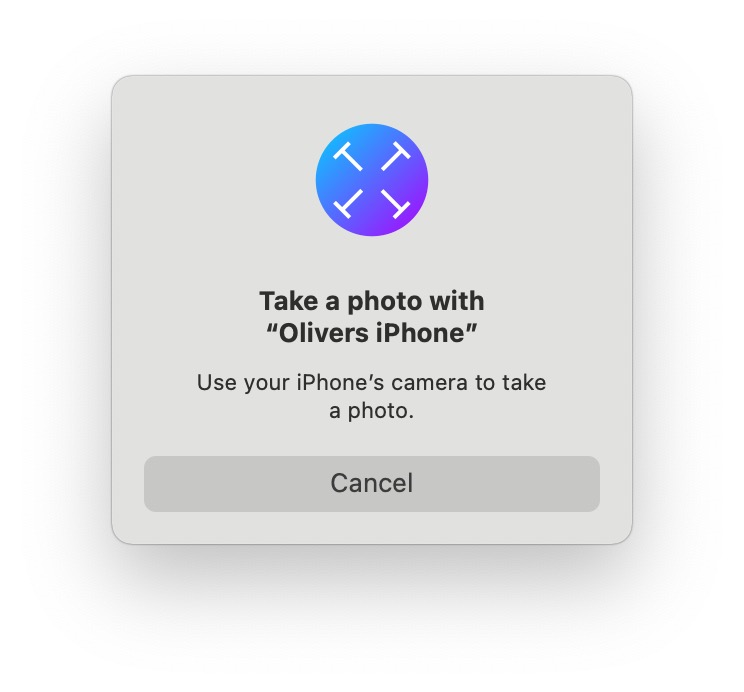 Take a photo with
“Olivers iPhone”
Use your iPhone’s camera to take
a photo.
Cancel